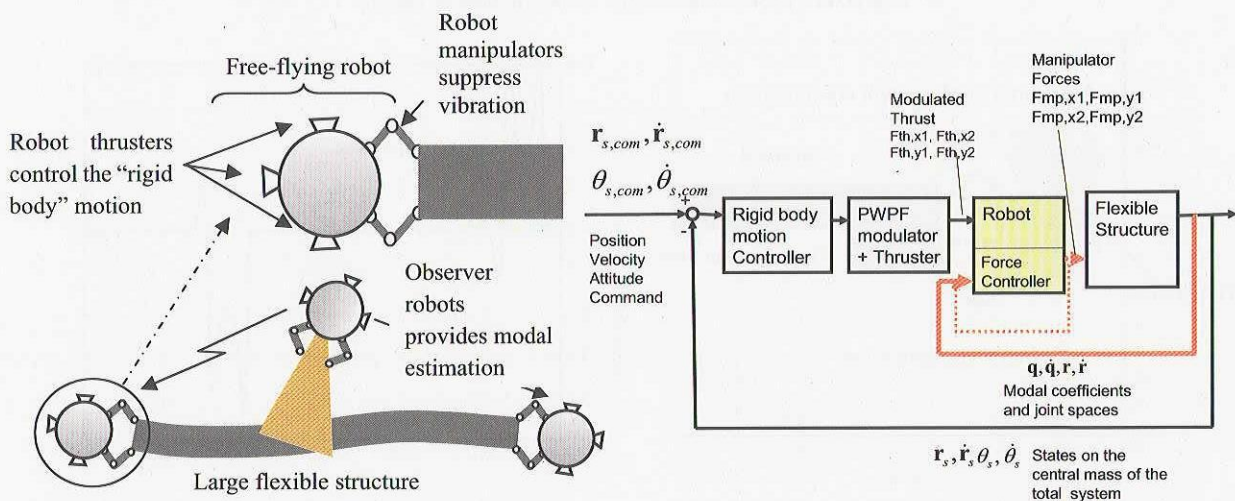 Robot
manipulators
suppress
vibration
Free-flying robot
Robot thrusters
control the “rigid
body” motion
Observer
robots
provides modal
estimation
Large flexible structure
Manipulator
Forces
Fmp,x1,Fmp,y1
Fmp,x2,Fmp,y2
Modulated
Thrust
Fth,x1, Fth,x2
Fth,y1, Fth,y2
r_{s,com}, ṙ_{s,com}
θ_{s,com}, θ̇_{s,com}
+
-
Position
Velocity
Attitude
Command
Rigid body
motion
Controller
PWPF
modulator
+ Thruster
Robot
Force
Controller
Flexible
Structure
q, q̇, r, ṙ
Modal coefficients
and joint spaces
r_s, ṙ_s θ_s, θ̇_s
States on the
central mass of the
total system